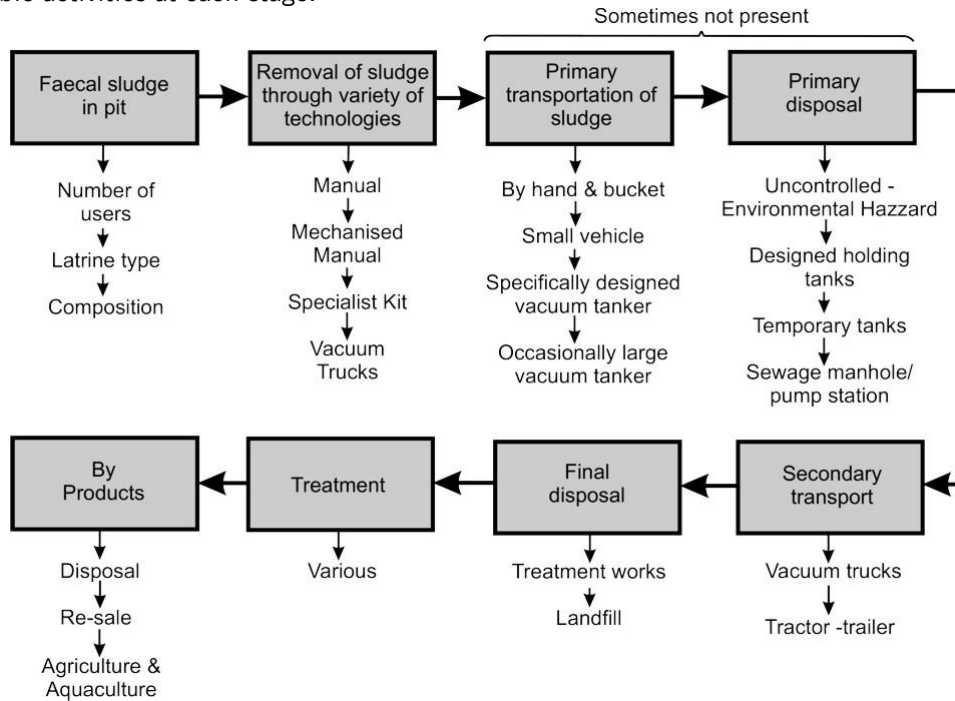 activities at each stage.
Sometimes not present
Faecal sludge
in pit
Removal of sludge
through variety of
technologies
Primary
transportation of
sludge
Primary
disposal
Number of
users
Latrine type
Composition
Manual
Mechanised
Manual
Specialist Kit
Vacuum
Trucks
By hand & bucket
Small vehicle
Specifically designed
vacuum tanker
Occasionally large
vacuum tanker
Uncontrolled -
Environmental Hazzard
Designed holding
tanks
Temporary tanks
Sewage manhole/
pump station
By
Products
Treatment
Final
disposal
Secondary
transport
Disposal
Re-sale
Agriculture &
Aquaculture
Various
Treatment works
Landfill
Vacuum trucks
Tractor -trailer